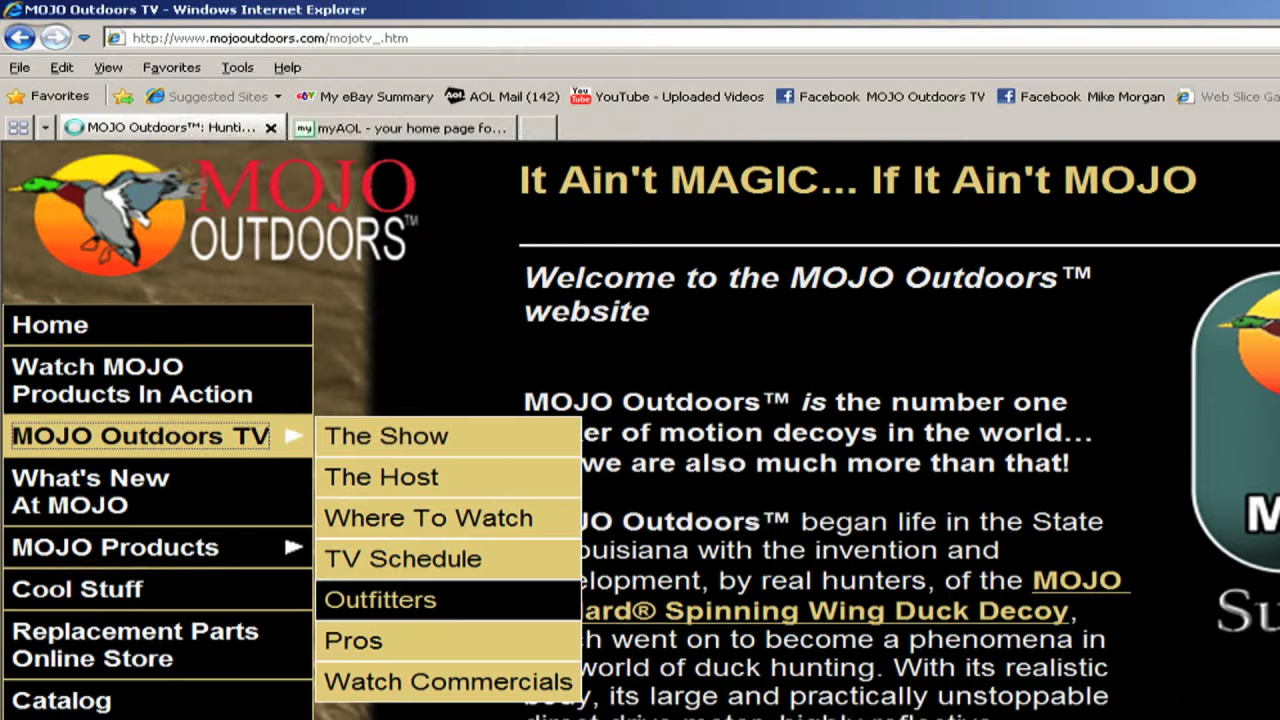 MOJO Outdoors TV - Windows Internet Explorer
http://www.mojooutdoors.com/mojotv_.htm
File Edit View Favorites Tools Help
Favorites Suggested Sites My eBay Summary AOL Mail (142) YouTube - Uploaded Videos Facebook MOJO Outdoors TV Facebook Mike Morgan Web Slice Ga
MOJO Outdoors™: Hunti... myAOL - your home page fo...
MOJO
OUTDOORS™
It Ain't MAGIC... If It Ain't MOJO
Welcome to the MOJO Outdoors™
website
Home
Watch MOJO
Products In Action
MOJO Outdoors TV
What's New
At MOJO
MOJO Products
Cool Stuff
Replacement Parts
Online Store
Catalog
The Show
The Host
Where To Watch
TV Schedule
Outfitters
Pros
Watch Commercials
MOJO Outdoors™ is the number one
er of motion decoys in the world...
we are also much more than that!
JO Outdoors™ began life in the State
ouisiana with the invention and
elopment, by real hunters, of the MOJO
ard® Spinning Wing Duck Decoy,
h went on to become a phenomena in
world of duck hunting. With its realistic
body, its large and practically unstoppable
direct drive motor, highly reflective
M
Su